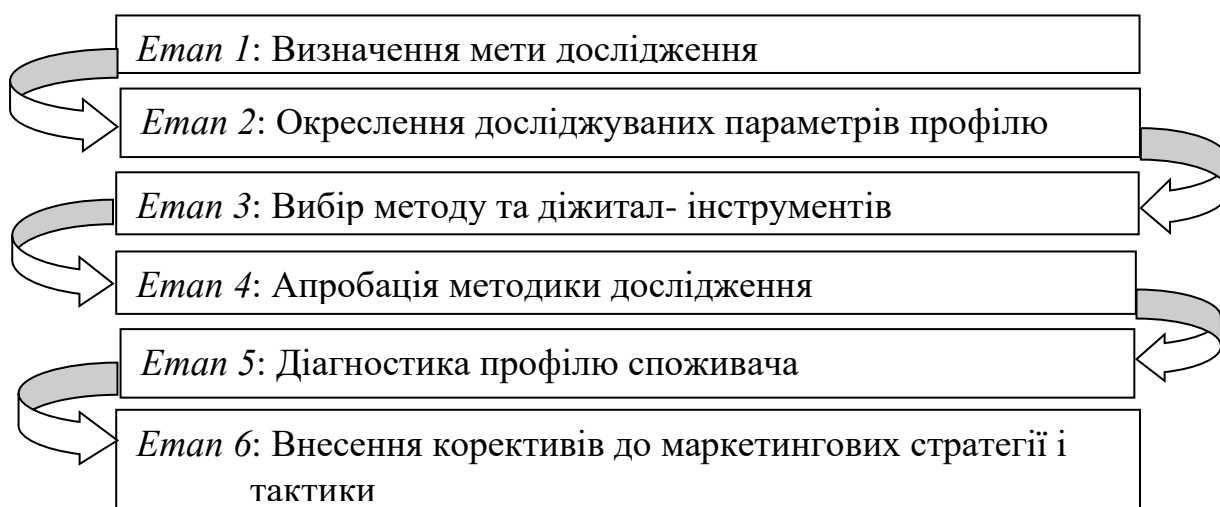 Етап 1: Визначення мети дослідження
Етап 2: Окреслення досліджуваних параметрів профілю
Етап 3: Вибір методу та діжитал- інструментів
Етап 4: Апробація методики дослідження
Етап 5: Діагностика профілю споживача
Етап 6: Внесення корективів до маркетингових стратегії і
тактики